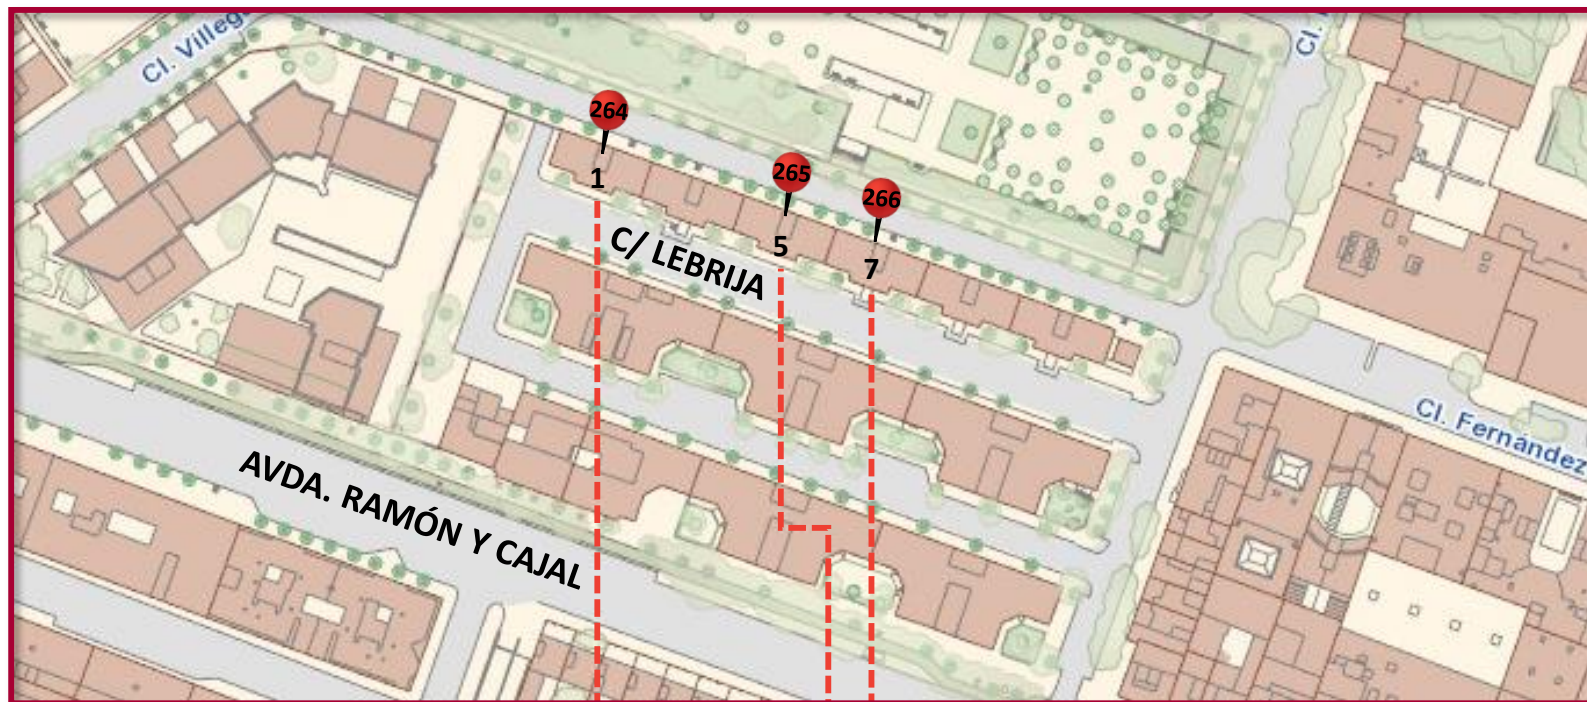 Cl. Villeg
Cl.
264
1
265
5
266
7
C/ LEBRIJA
Cl. Fernández
AVDA. RAMÓN Y CAJAL